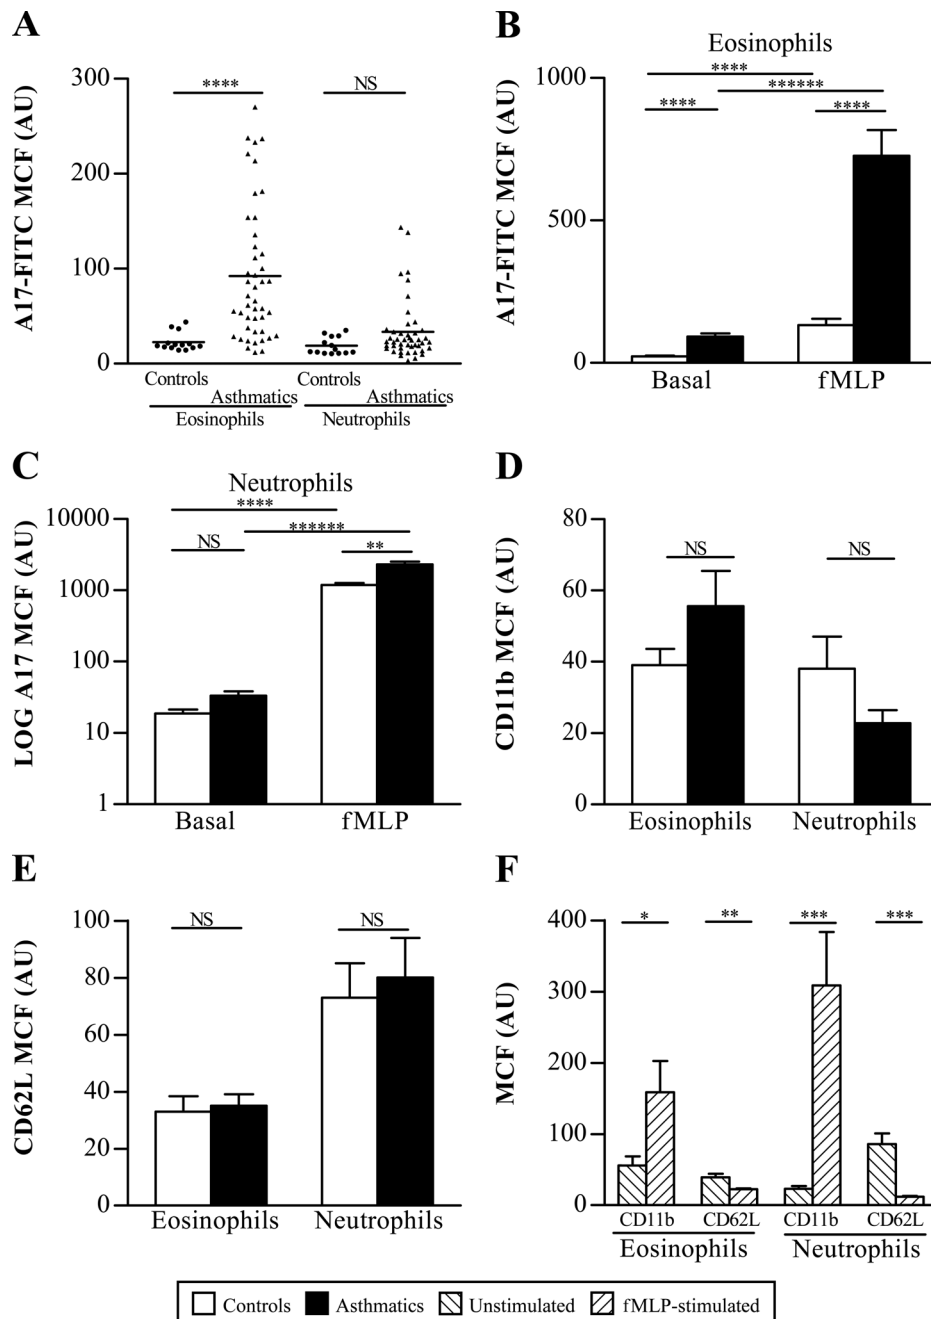 A
A17-FITC MCF (AU)
300
200
100
0
****
NS
Controls
Asthmatics
Eosinophils
Controls
Asthmatics
Neutrophils
B
Eosinophils
A17-FITC MCF (AU)
1000
500
0
****
******
****
****
Basal
fMLP
C
Neutrophils
LOG A17 MCF (AU)
10000
1000
100
10
1
****
******
NS
**
Basal
fMLP
D
CD11b MCF (AU)
80
60
40
20
0
NS
NS
Eosinophils
Neutrophils
E
CD62L MCF (AU)
100
80
60
40
20
0
NS
NS
Eosinophils
Neutrophils
F
MCF (AU)
400
300
200
100
0
*
**
***
***
CD11b
CD62L
CD11b
CD62L
Eosinophils
Neutrophils
Controls
Asthmatics
Unstimulated
fMLP-stimulated